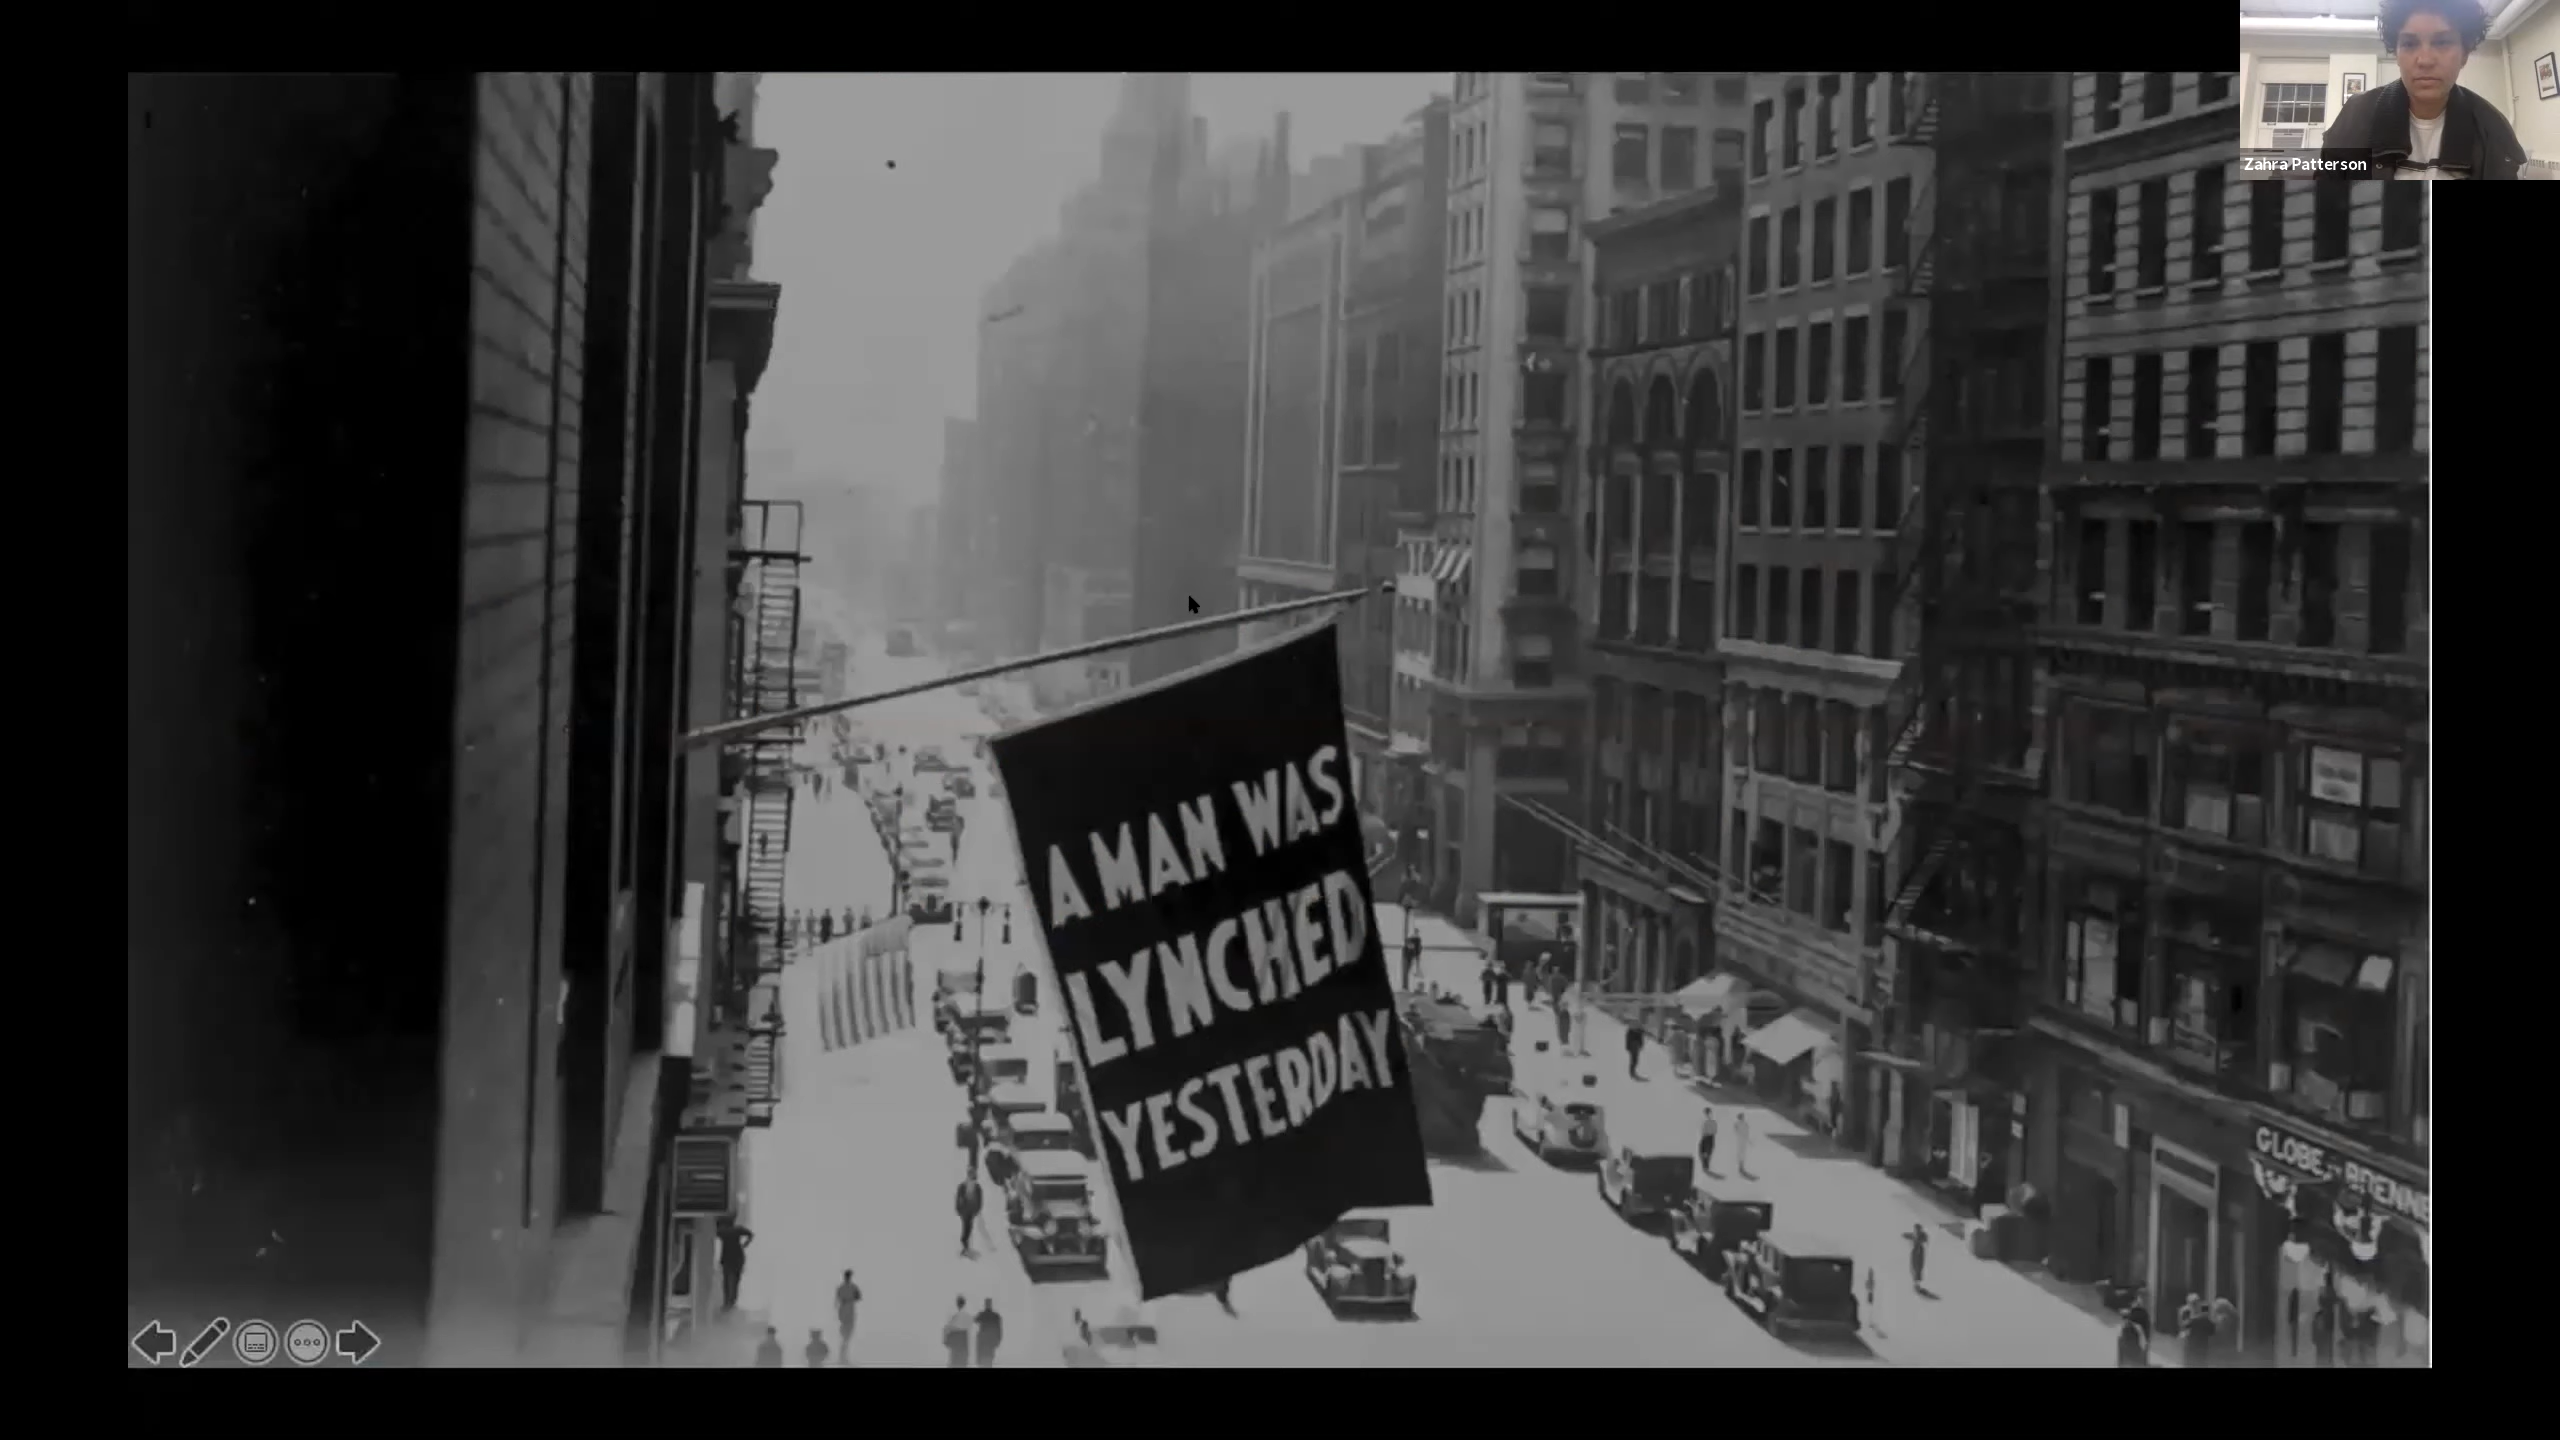 Zahra Patterson
A MAN WAS
LYNCHED
YESTERDAY
GLOBE